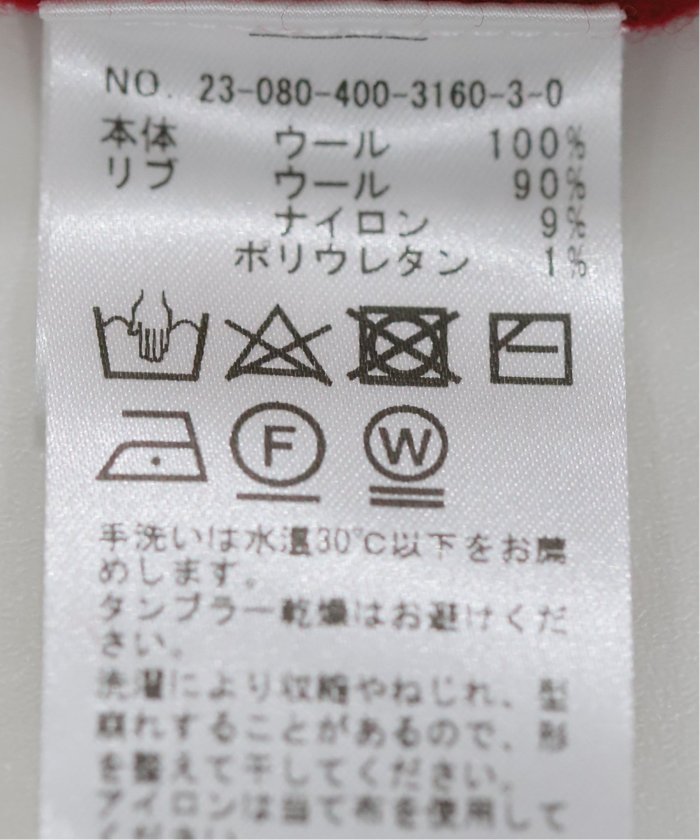 NO. 23-080-400-3160-3-0
本体 ウール 100%
リブ ウール 90%
ナイロン 9%
ポリウレタン 1%
F W
手洗いは水温30℃以下をお薦
めします。
タンブラー乾燥はお避けくだ
さい。
洗濯により収縮やねじれ、型
崩れすることがあるので、形
を整えて干してください。
アイロンは当て布を使用して
ください